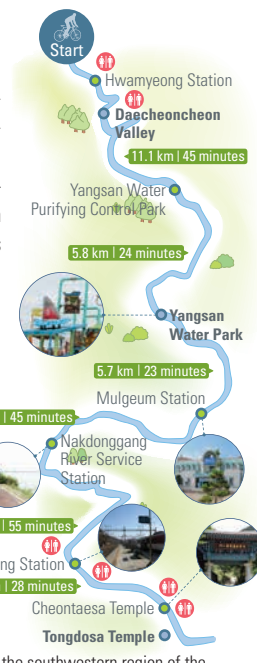 Start
Hwamyeong Station
Daecheoncheon
Valley
11.1 km | 45 minutes
Yangsan Water
Purifying Control Park
5.8 km | 24 minutes
Yangsan
Water Park
5.7 km | 23 minutes
Mulgeum Station
| 45 minutes
Nakdonggang
River Service
Station
| 55 minutes
Station
| 28 minutes
Cheontaesa Temple
Tongdosa Temple
the southwestern region of the